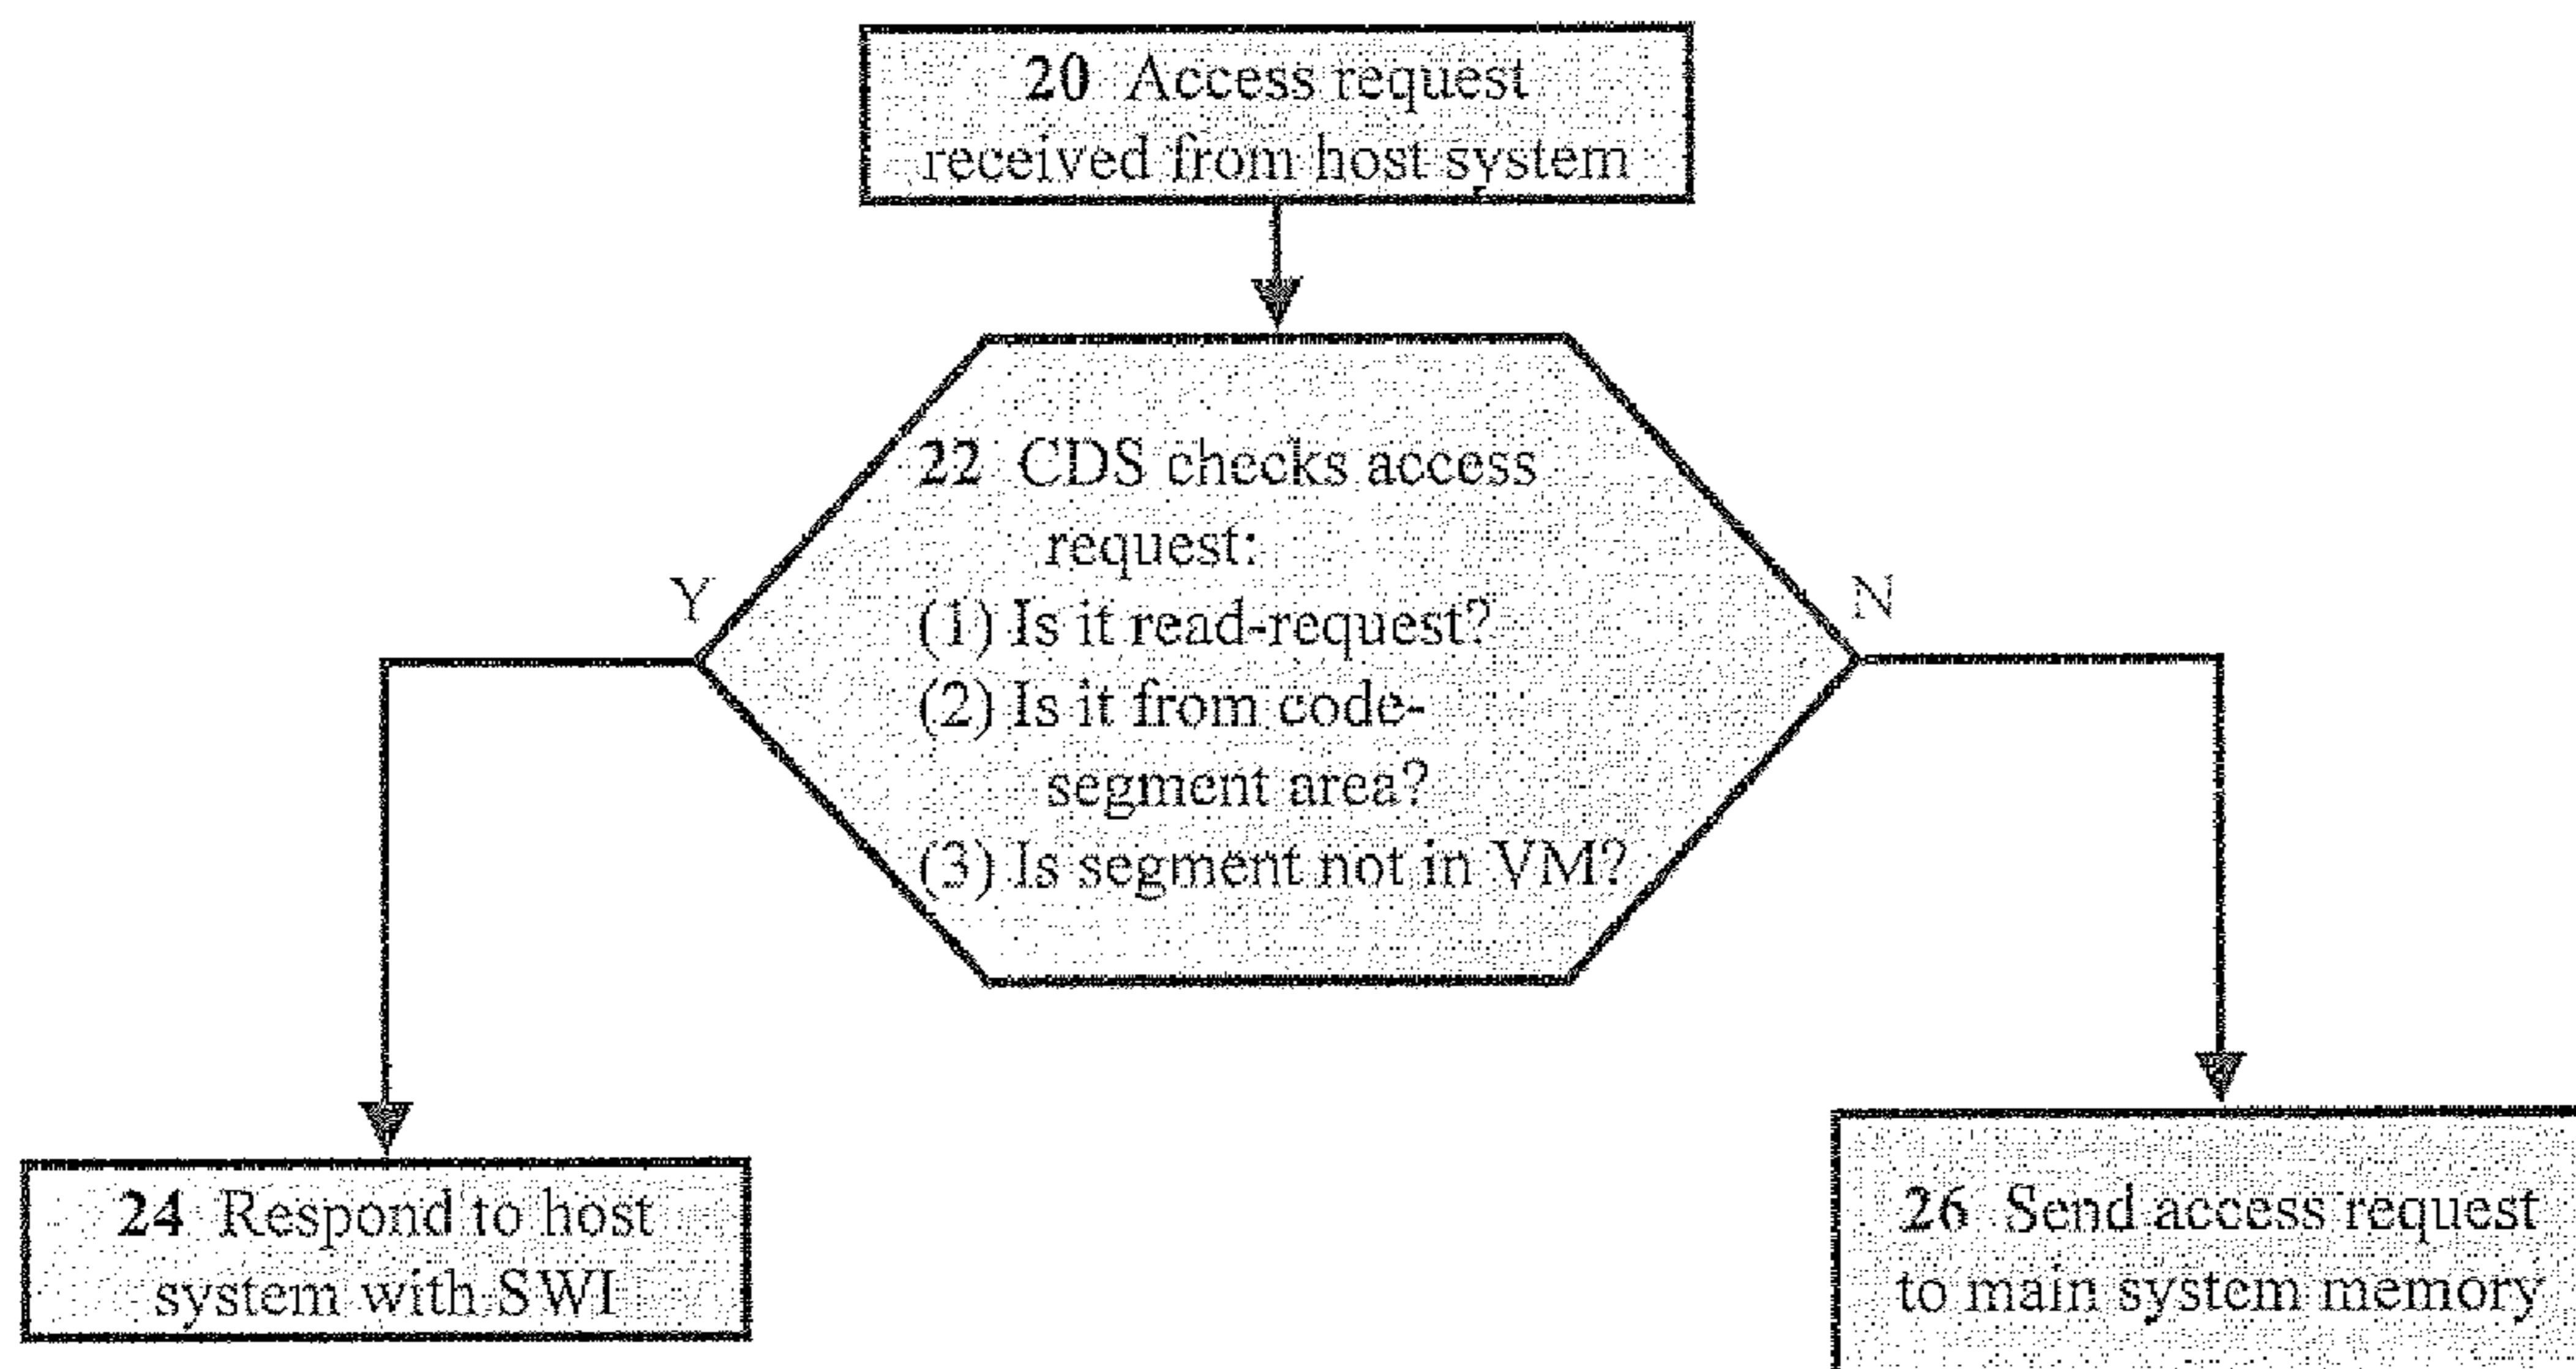 20 Access request
received from host system
22 CDS checks access
request:
(1) Is it read-request?
(2) Is it from code-
segment area?
(3) Is segment not in VM?
Y
N
24 Respond to host
system with SWI
26 Send access request
to main system memory